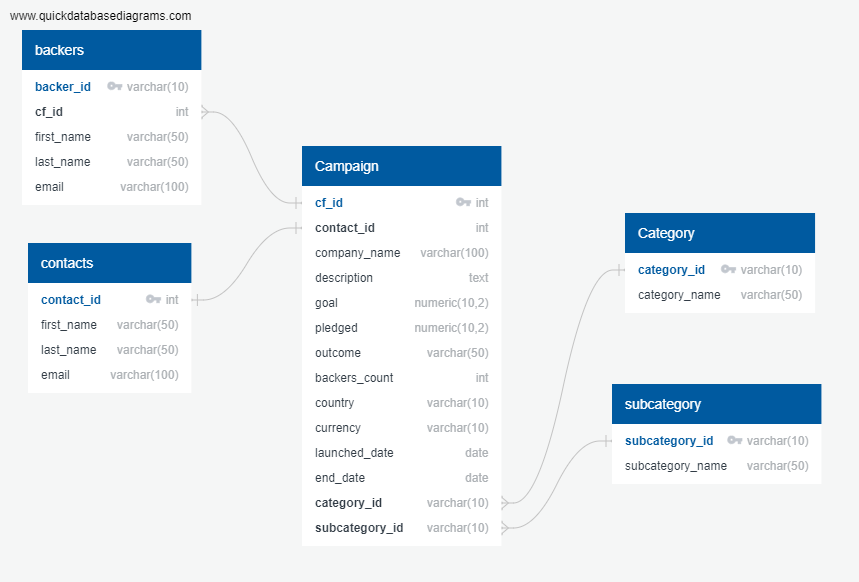 www.quickdatabasediagrams.com
backers
backer_id varchar(10)
cf_id int
first_name varchar(50)
last_name varchar(50)
email varchar(100)
contacts
contact_id int
first_name varchar(50)
last_name varchar(50)
email varchar(100)
Campaign
cf_id int
contact_id int
company_name varchar(100)
description text
goal numeric(10,2)
pledged numeric(10,2)
outcome varchar(50)
backers_count int
country varchar(10)
currency varchar(10)
launched_date date
end_date date
category_id varchar(10)
subcategory_id varchar(10)
Category
category_id varchar(10)
category_name varchar(50)
subcategory
subcategory_id varchar(10)
subcategory_name varchar(50)